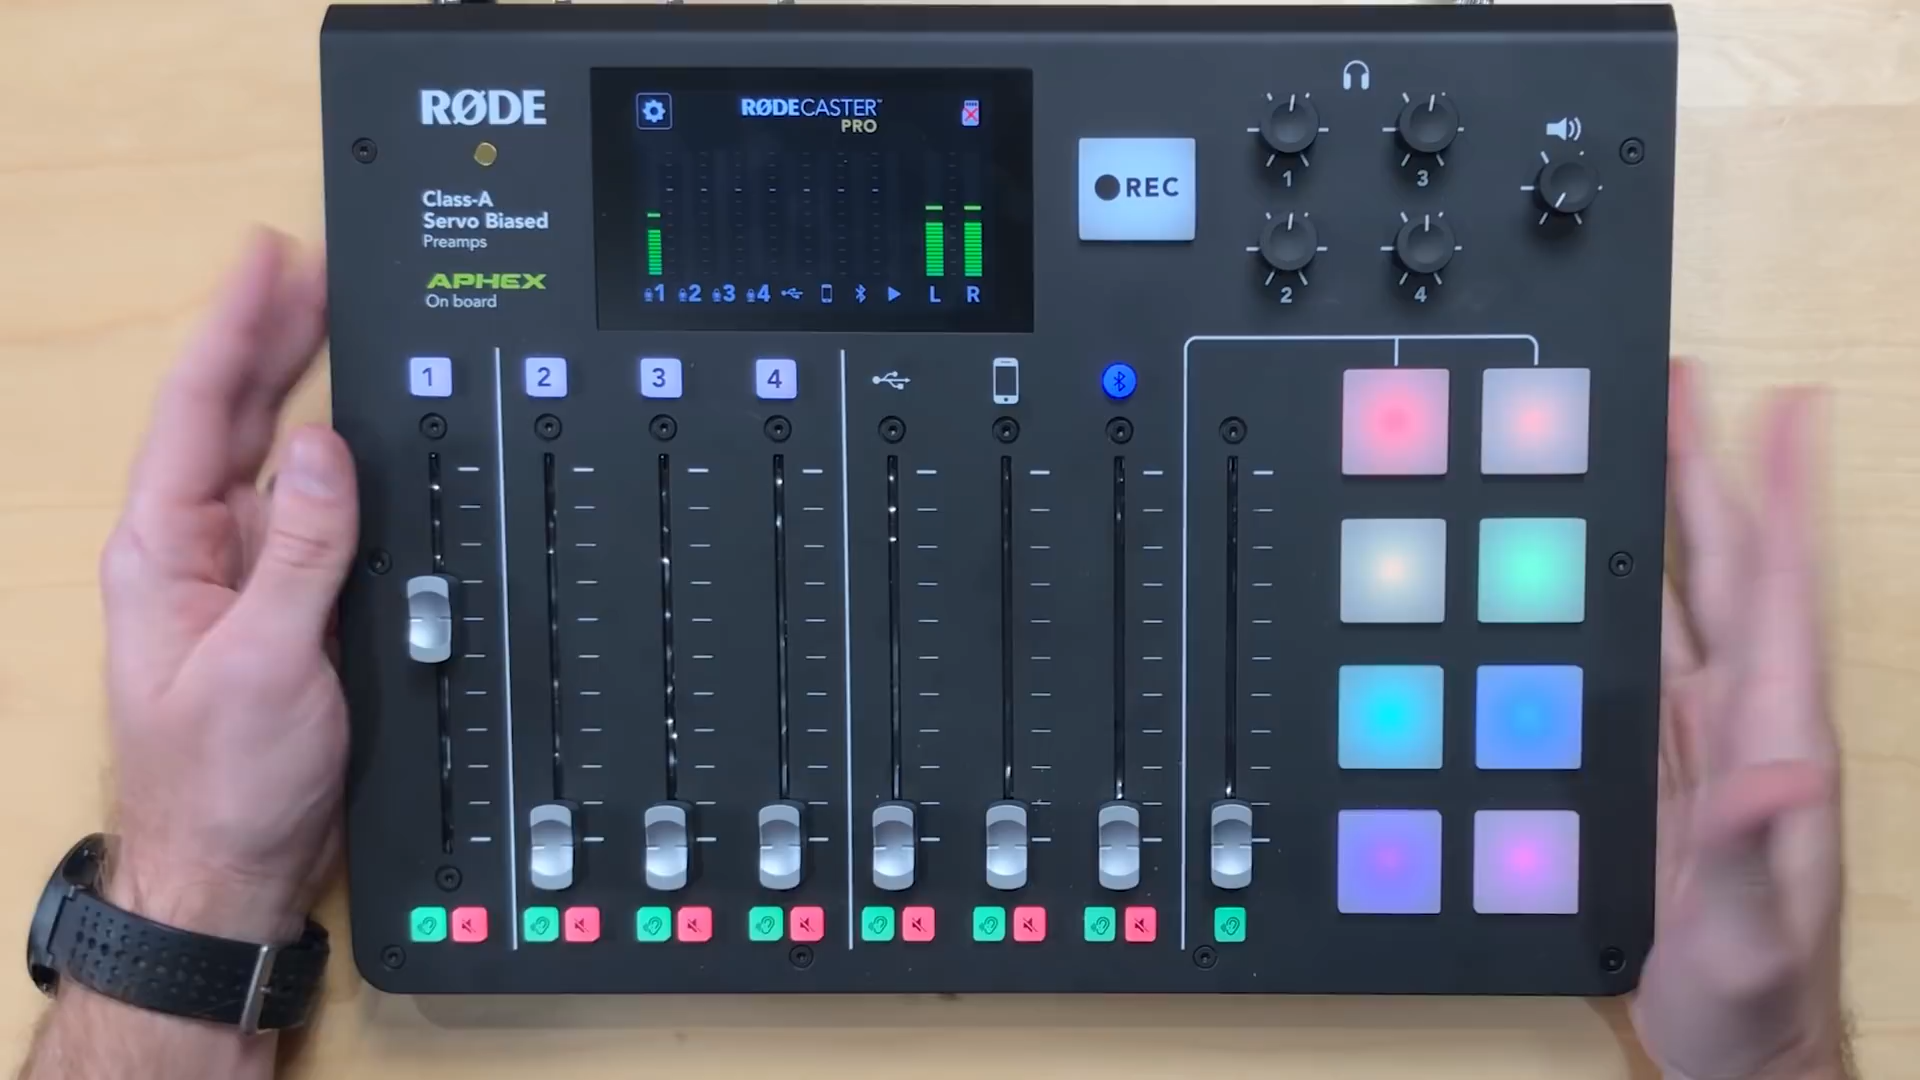 RØDE
Class-A
Servo Biased
Preamps
APHEX
On board
RØDECASTER™
PRO
1 2 3 4 L R
REC
1
3
2
4
1
2
3
4